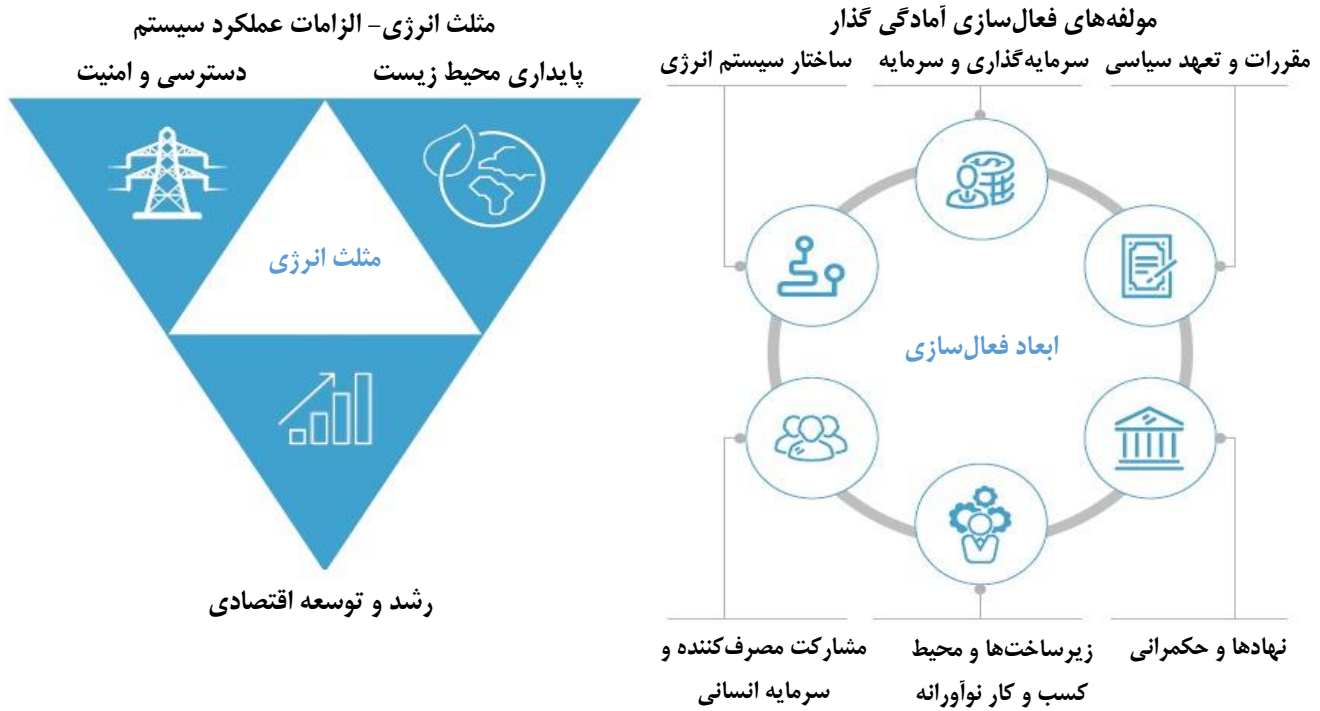 مولفه‌های فعال‌سازی آمادگی گذار
مقررات و تعهد سیاسی
سرمایه‌گذاری و سرمایه
ساختار سیستم انرژی
ابعاد فعال‌سازی
نهادها و حکمرانی
زیرساخت‌ها و محیط
کسب و کار نوآورانه
مشارکت مصرف‌کننده و
سرمایه انسانی
مثلث انرژی- الزامات عملکرد سیستم
پایداری محیط زیست
دسترسی و امنیت
مثلث انرژی
رشد و توسعه اقتصادی